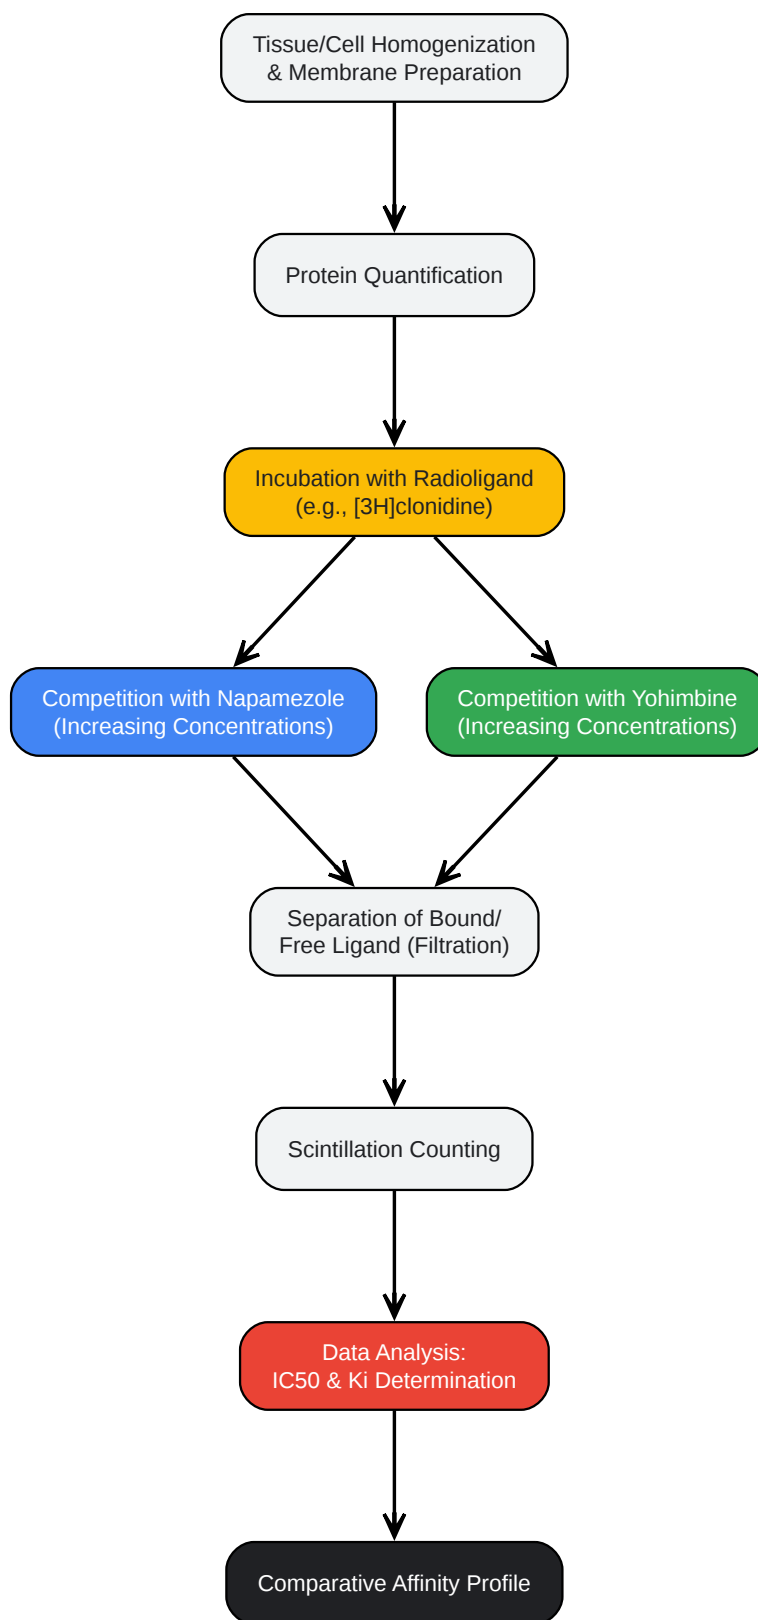 Tissue/Cell Homogenization
& Membrane Preparation
Protein Quantification
Incubation with Radioligand
(e.g., [3H]clonidine)
Competition with Napamezole
(Increasing Concentrations)
Competition with Yohimbine
(Increasing Concentrations)
Separation of Bound/
Free Ligand (Filtration)
Scintillation Counting
Data Analysis:
IC50 & Ki Determination
Comparative Affinity Profile